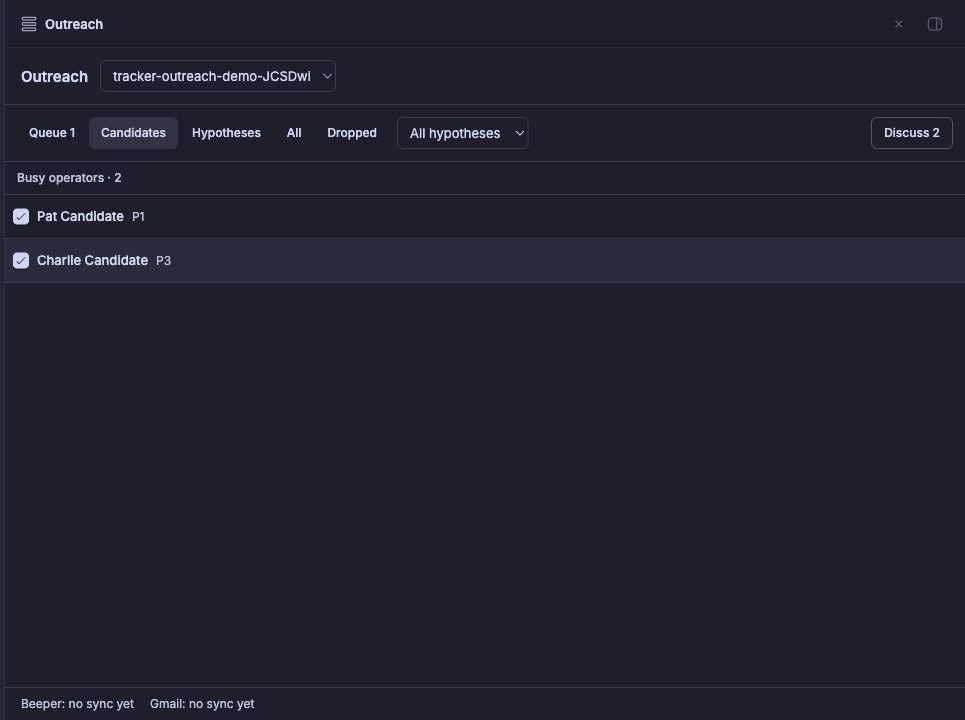 Outreach
Outreach tracker-outreach-demo-JCSDwI
Queue 1 Candidates Hypotheses All Dropped All hypotheses Discuss 2
Busy operators · 2
Pat Candidate P1
Charlie Candidate P3
Beeper: no sync yet Gmail: no sync yet